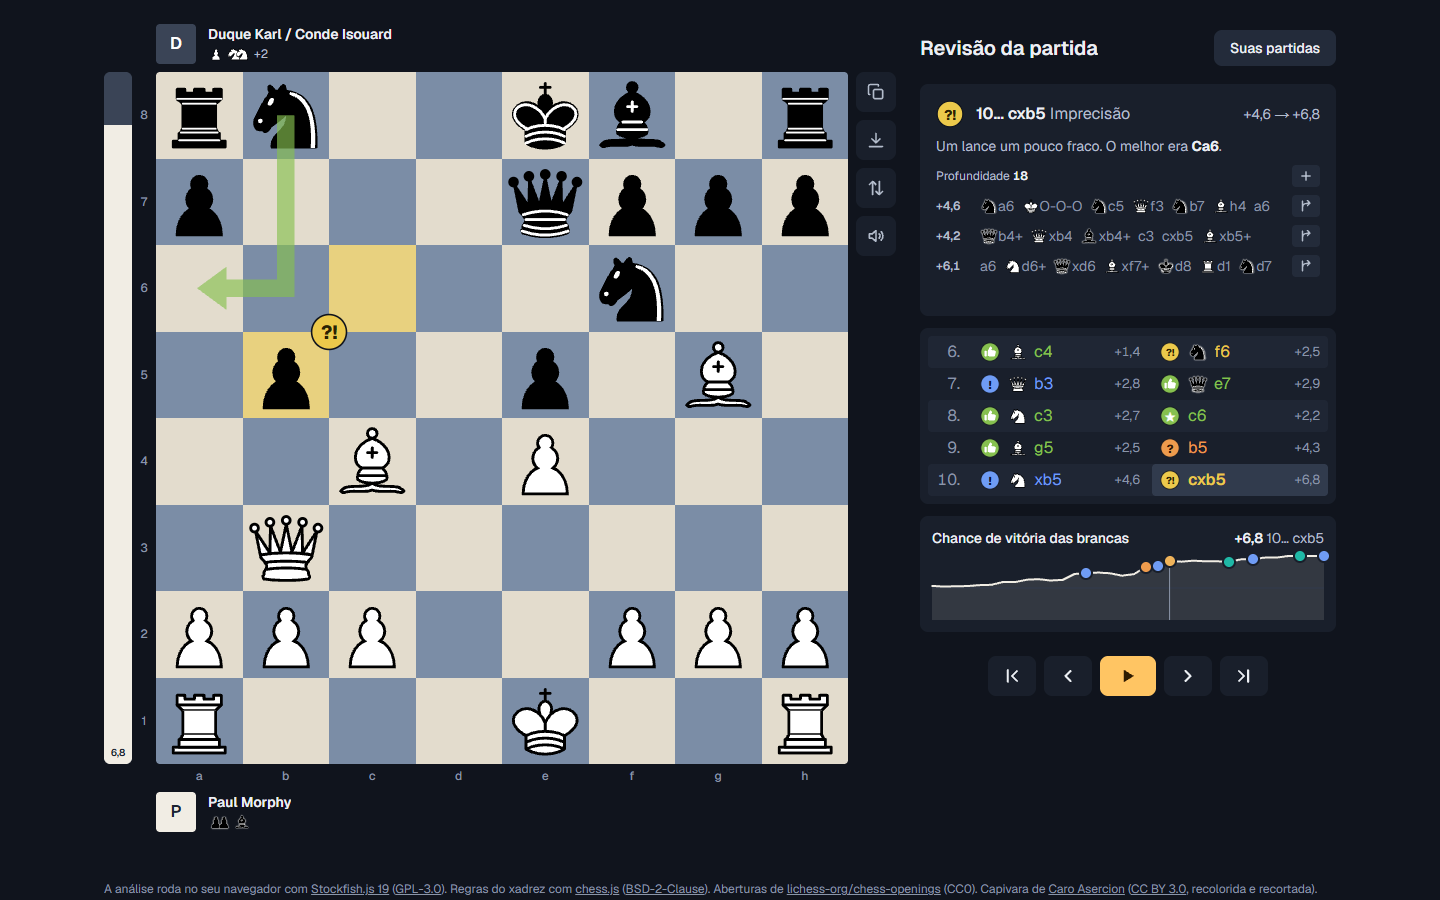 D
Duque Karl / Conde Isouard
+2
8
7
6
5
4
3
2
1
6,8
?!
a b c d e f g h
P
Paul Morphy
Revisão da partida
Suas partidas
?! 10... cxb5 Imprecisão +4,6 → +6,8
Um lance um pouco fraco. O melhor era Ca6.
Profundidade 18
+4,6 a6 O-O-O c5 f3 b7 h4 a6
+4,2 b4+ xb4 xb4+ c3 cxb5 xb5+
+6,1 a6 d6+ xd6 xf7+ d8 d1 d7
6. c4 +1,4 ?! f6 +2,5
7. ! b3 +2,8 e7 +2,9
8. c3 +2,7 c6 +2,2
9. g5 +2,5 ? b5 +4,3
10. ! xb5 +4,6 ?! cxb5 +6,8
Chance de vitória das brancas +6,8 10... cxb5
A análise roda no seu navegador com Stockfish.js 19 (GPL-3.0). Regras do xadrez com chess.js (BSD-2-Clause). Aberturas de lichess-org/chess-openings (CC0). Capivara de Caro Asercion (CC BY 3.0, recolorida e recortada).